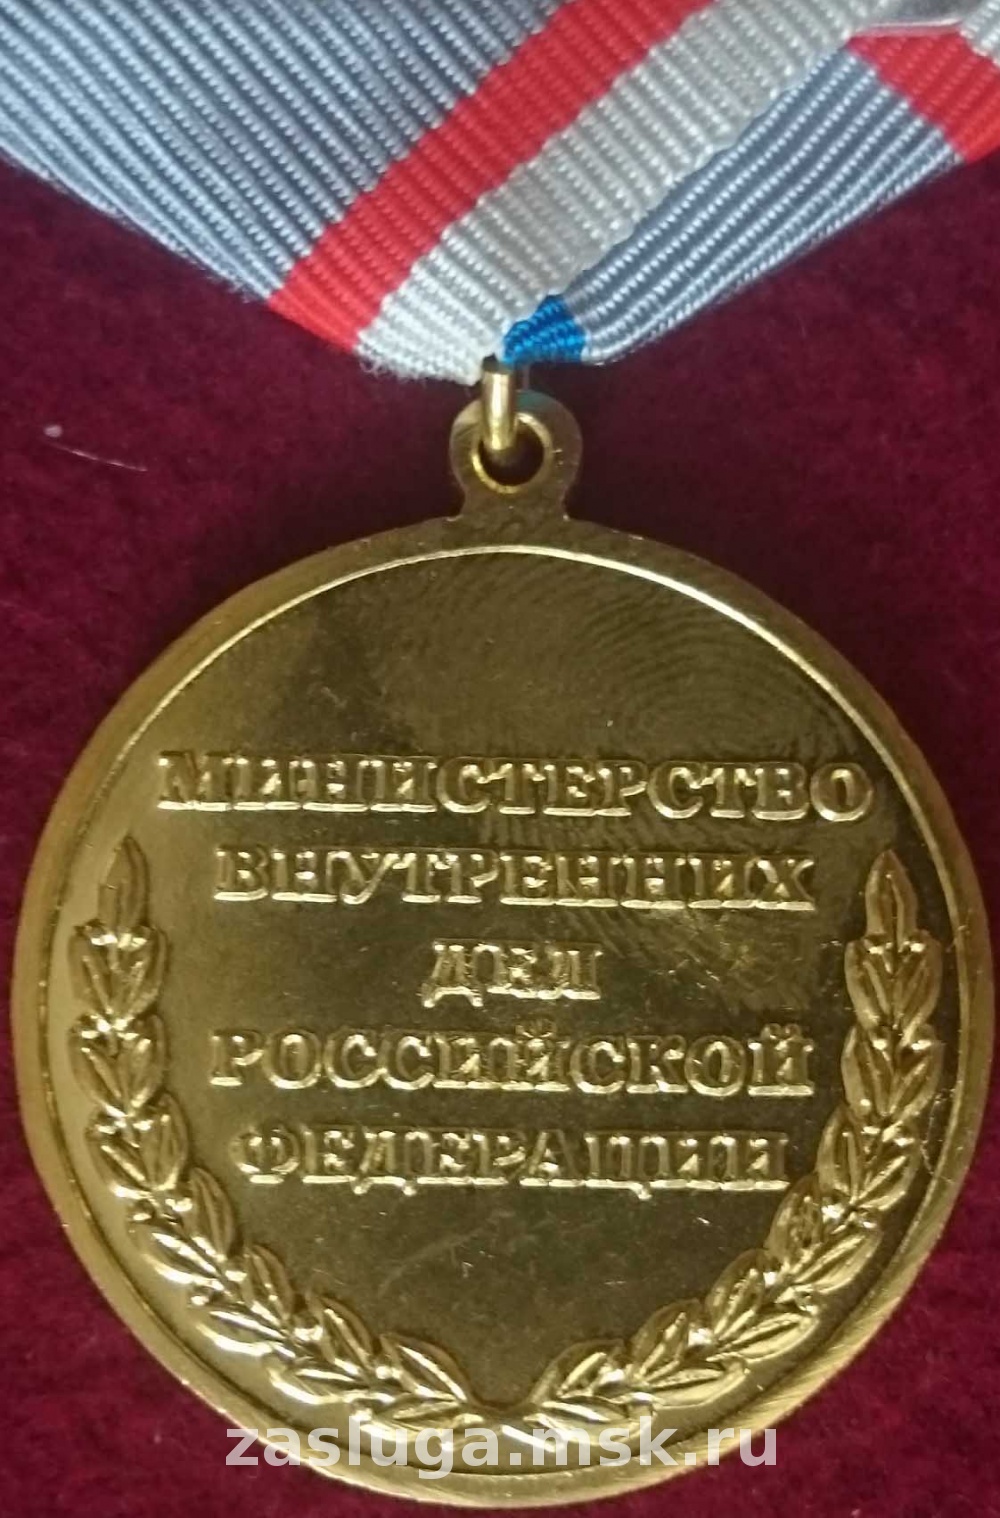 МИНИСТЕРСТВО
ВНУТРЕННИХ
ДЕЛ
РОССИЙСКОЙ
ФЕДЕРАЦИИ
zasluga.msk.ru